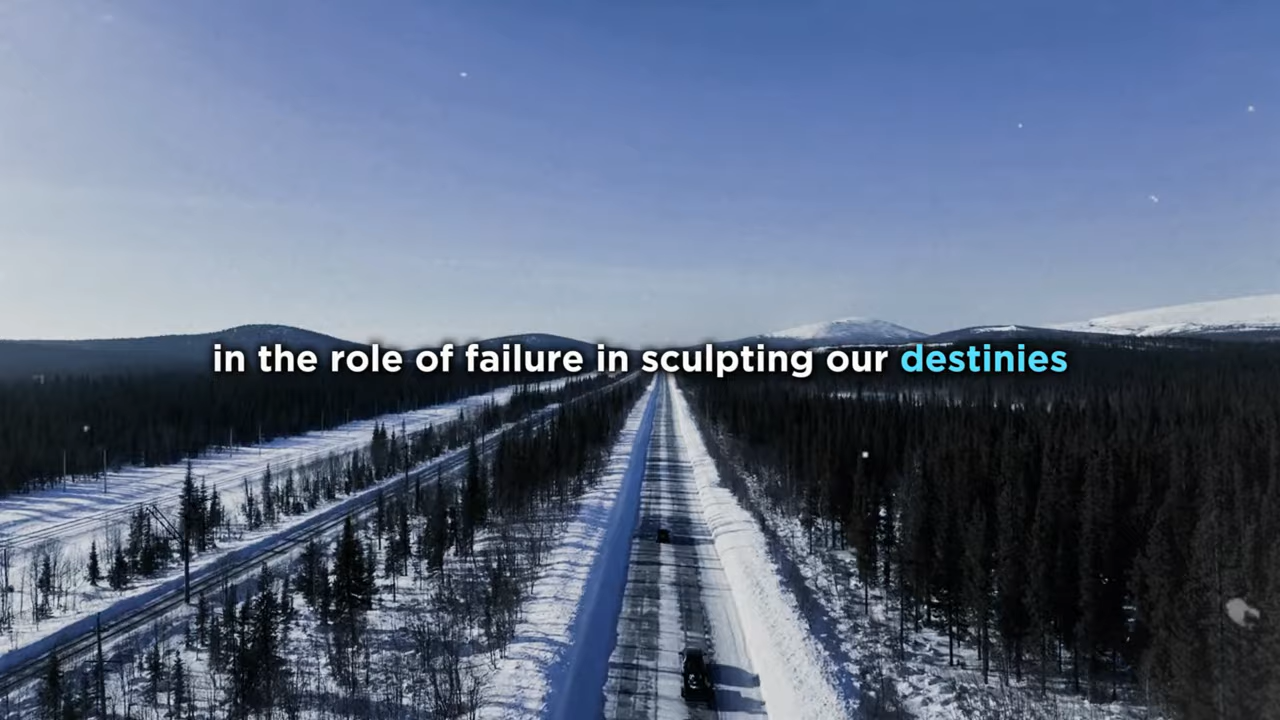 in the role of failure in sculpting our destinies